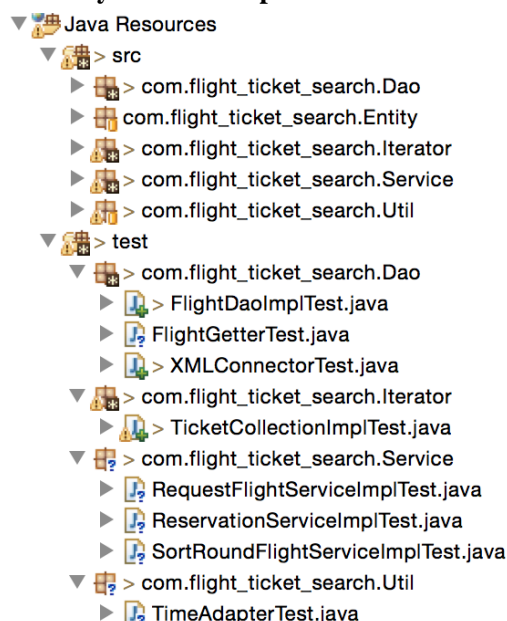 Java Resources
> src
> com.flight_ticket_search.Dao
com.flight_ticket_search.Entity
> com.flight_ticket_search.Iterator
> com.flight_ticket_search.Service
> com.flight_ticket_search.Util
> test
> com.flight_ticket_search.Dao
> FlightDaoImplTest.java
FlightGetterTest.java
> XMLConnectorTest.java
> com.flight_ticket_search.Iterator
> TicketCollectionImplTest.java
> com.flight_ticket_search.Service
RequestFlightServiceImplTest.java
ReservationServiceImplTest.java
SortRoundFlightServiceImplTest.java
> com.flight_ticket_search.Util
TimeAdapterTest.java